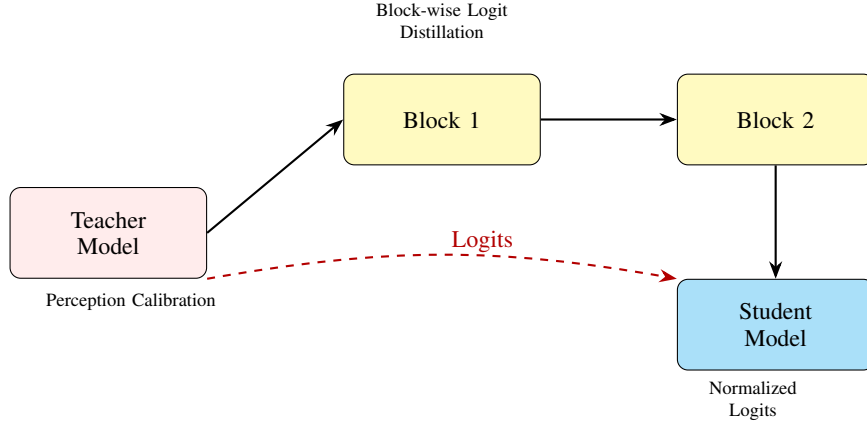 Block-wise Logit
Distillation
Block 1
Block 2
Teacher
Model
Logits
Perception Calibration
Student
Model
Normalized
Logits